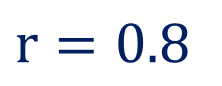 r = 0.8